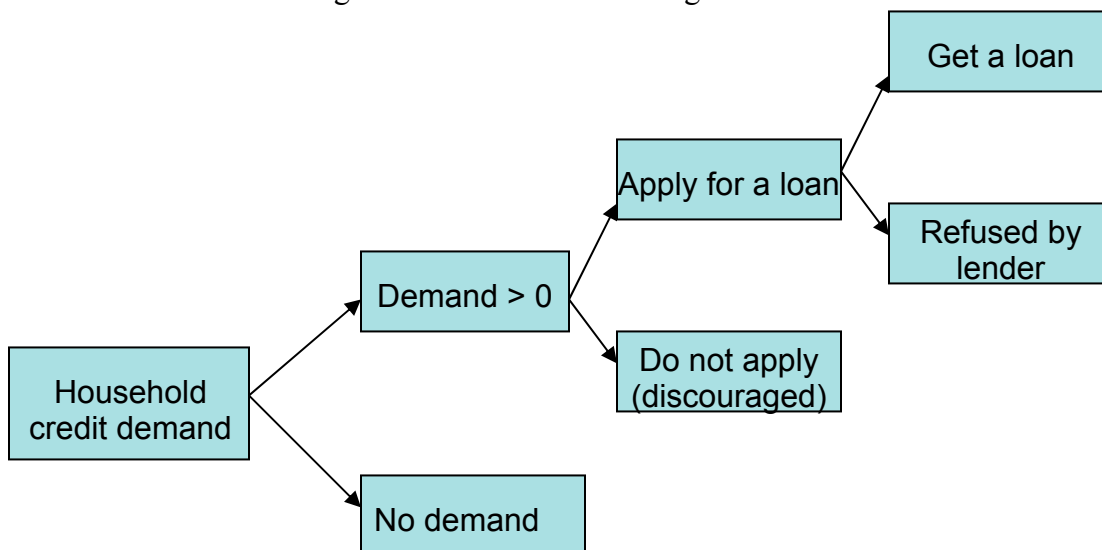 Get a loan
Apply for a loan
Refused by
lender
Demand > 0
Do not apply
(discouraged)
Household
credit demand
No demand